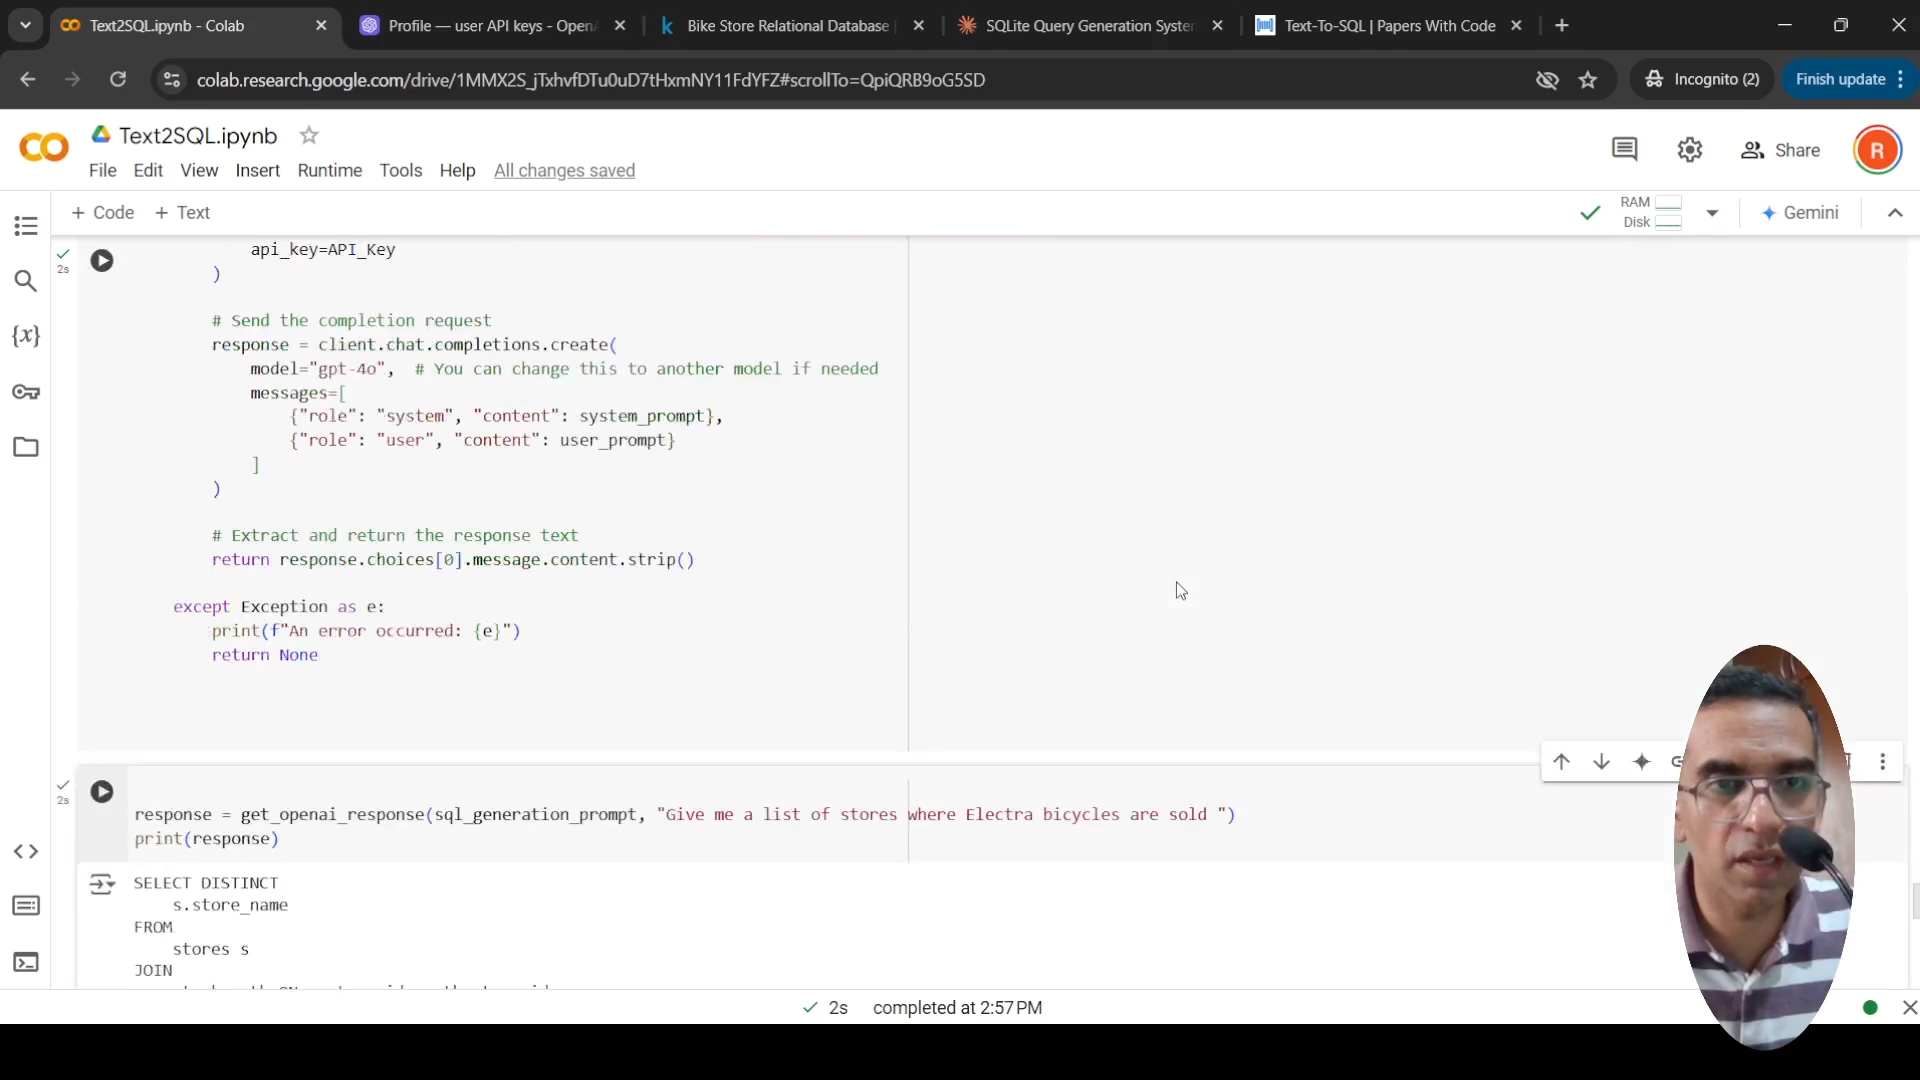 Text2SQL.ipynb - Colab
Profile — user API keys - OpenA
Bike Store Relational Database
SQLite Query Generation System
Text-To-SQL | Papers With Code
colab.research.google.com/drive/1MMX2S_jTxhvfDTu0uD7tHxmNY11FdYFZ#scrollTo=QpiQRB9oG5SD
Incognito (2)
Finish update
Text2SQL.ipynb
File Edit View Insert Runtime Tools Help All changes saved
Share
R
+ Code + Text
RAM
Disk
Gemini
2s
api_key=API_Key
)
# Send the completion request
response = client.chat.completions.create(
model="gpt-4o", # You can change this to another model if needed
messages=[
{"role": "system", "content": system_prompt},
{"role": "user", "content": user_prompt}
]
)
# Extract and return the response text
return response.choices[0].message.content.strip()
except Exception as e:
print(f"An error occurred: {e}")
return None
2s
response = get_openai_response(sql_generation_prompt, "Give me a list of stores where Electra bicycles are sold ")
print(response)
SELECT DISTINCT
s.store_name
FROM
stores s
JOIN
2s completed at 2:57 PM